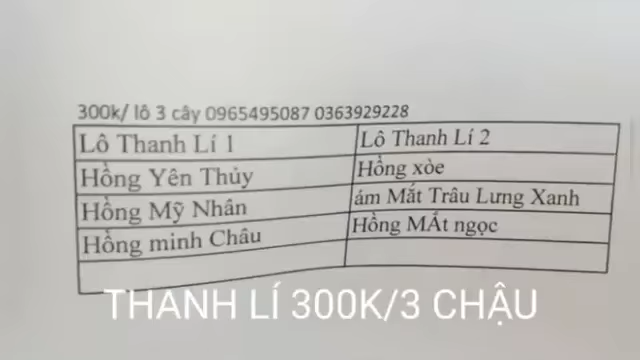 300k/ lô 3 cây 0965495087 0363929228
Lô Thanh Lí 1 Lô Thanh Lí 2
Hồng Yên Thủy Hồng xòe
Hồng Mỹ Nhân ám Mắt Trâu Lưng Xanh
Hồng minh Châu Hồng MẮt ngọc
THANH LÍ 300K/3 CHẬU